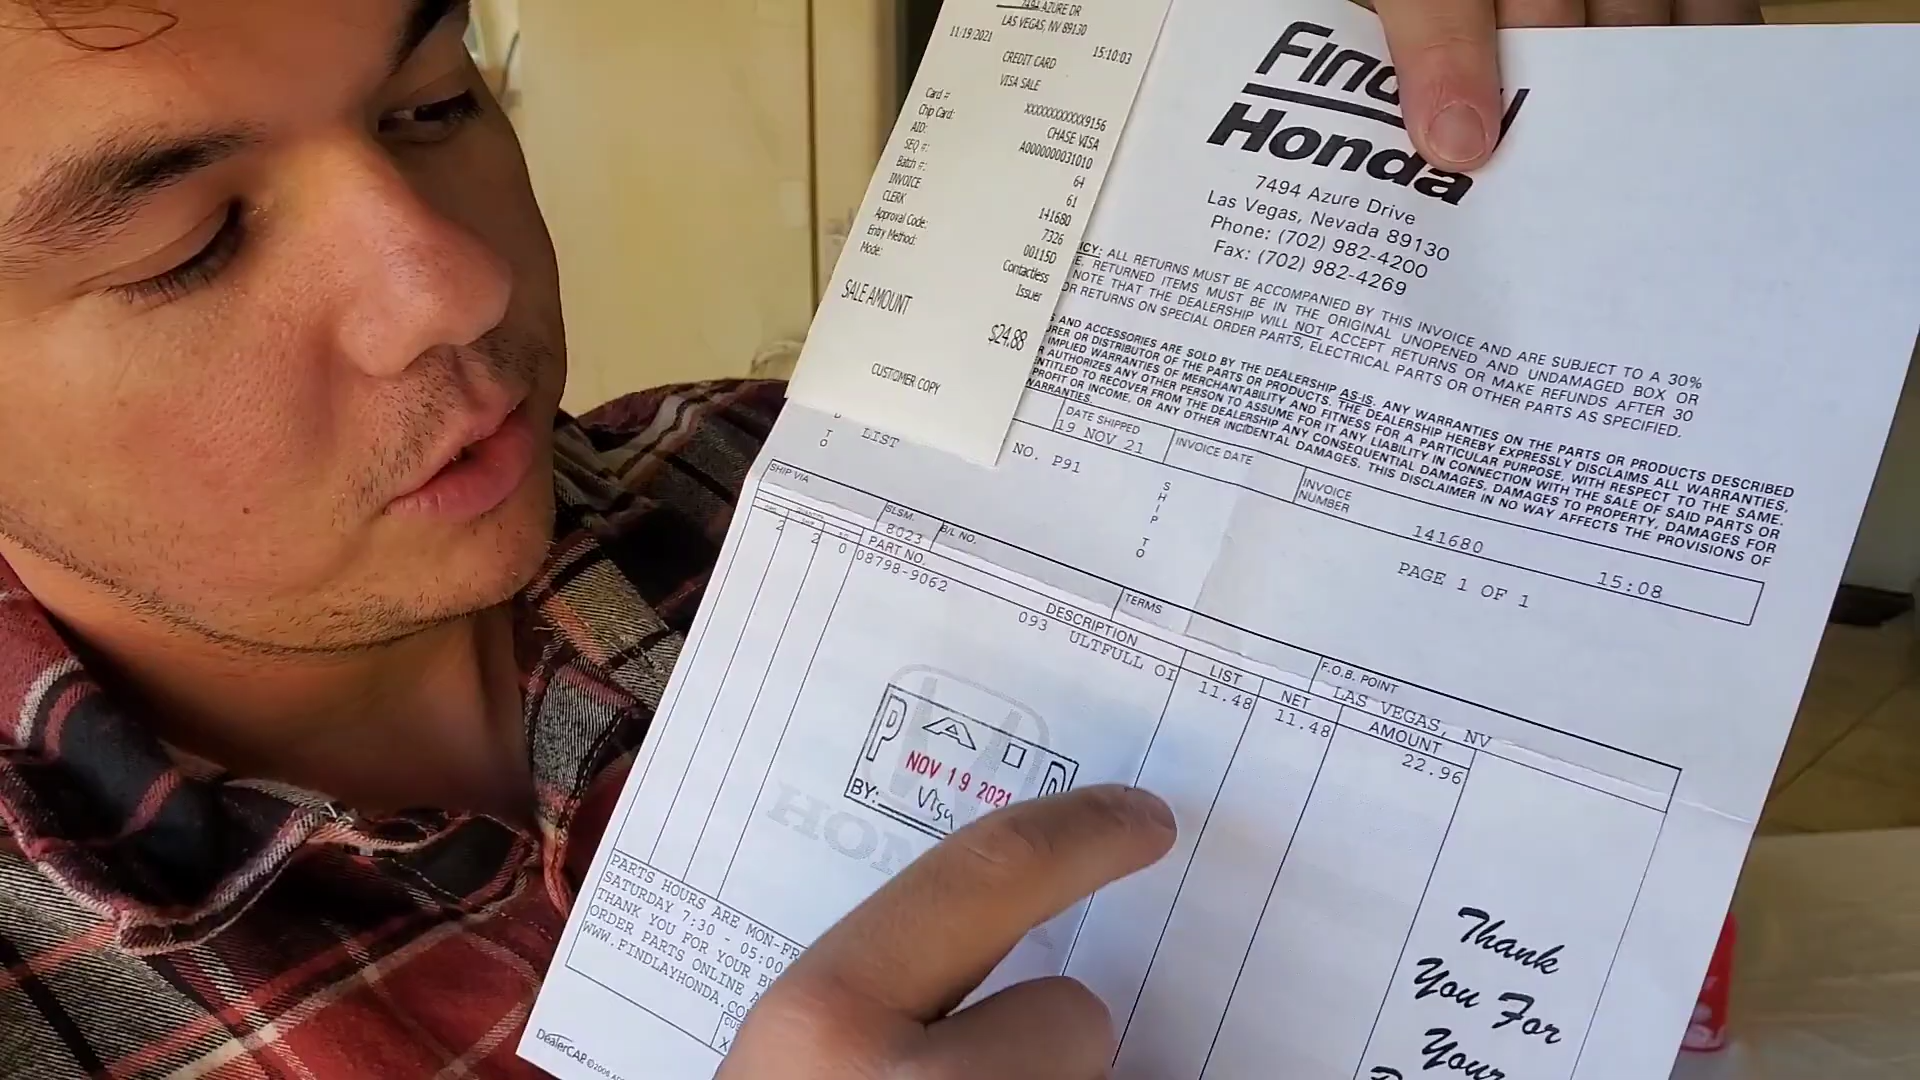 7494 AZURE DR
LAS VEGAS, NV 89130
11/19/2021 15:10:03
CREDIT CARD
VISA SALE
Card # XXXXXXXXXXXX9156
Chip Card: CHASE VISA
AID: A0000000031010
SEQ #: 64
Batch #: 61
INVOICE 141680
CLERK 7326
Approval Code: 00115D
Entry Method: Contactless
Mode: Issuer
SALE AMOUNT $24.88
CUSTOMER COPY
Honda
7494 Azure Drive
Las Vegas, Nevada 89130
Phone: (702) 982-4200
Fax: (702) 982-4269
ALL RETURNS MUST BE ACCOMPANIED BY THIS INVOICE AND ARE SUBJECT TO A 30%
RETURNED ITEMS MUST BE IN THE ORIGINAL UNOPENED AND UNDAMAGED BOX OR
NOTE THAT THE DEALERSHIP WILL NOT ACCEPT RETURNS OR MAKE REFUNDS AFTER 30
OR RETURNS ON SPECIAL ORDER PARTS, ELECTRICAL PARTS OR OTHER PARTS AS SPECIFIED.
AND ACCESSORIES ARE SOLD BY THE DEALERSHIP AS-IS. ANY WARRANTIES ON THE PARTS OR PRODUCTS DESCRIBED
OR DISTRIBUTOR OF THE PARTS OR PRODUCTS. THE DEALERSHIP HEREBY EXPRESSLY DISCLAIMS ALL WARRANTIES,
IMPLIED WARRANTIES OF MERCHANTABILITY AND FITNESS FOR A PARTICULAR PURPOSE, WITH RESPECT TO THE SAME.
AUTHORIZES ANY OTHER PERSON TO ASSUME FOR IT ANY LIABILITY IN CONNECTION WITH THE SALE OF SAID PARTS OR
TO RECOVER FROM THE DEALERSHIP ANY CONSEQUENTIAL DAMAGES, DAMAGES TO PROPERTY, DAMAGES FOR
PROFIT OR INCOME, OR ANY OTHER INCIDENTAL DAMAGES. THIS DISCLAIMER IN NO WAY AFFECTS THE PROVISIONS OF
WARRANTIES.
DATE SHIPPED
19 NOV 21
INVOICE DATE
INVOICE NUMBER
141680
15:08
TO LIST
NO. P91
SHIP TO
PAGE 1 OF 1
SHIP VIA
SLSM.
8023
B/L NO.
TERMS
F.O.B. POINT
LAS VEGAS, NV
PART NO.
DESCRIPTION
LIST
NET
AMOUNT
2 2 0 08798-9062 093 ULTFULL OI 11.48 11.48 22.96
PAID
NOV 19 2021
BY: Visa
HON
PARTS HOURS ARE MON-FR
SATURDAY 7:30 - 05:00
THANK YOU FOR YOUR
ORDER PARTS ONLINE
WWW.FINDLAYHONDA.CO
DealerCAP
Thank
You For
Your